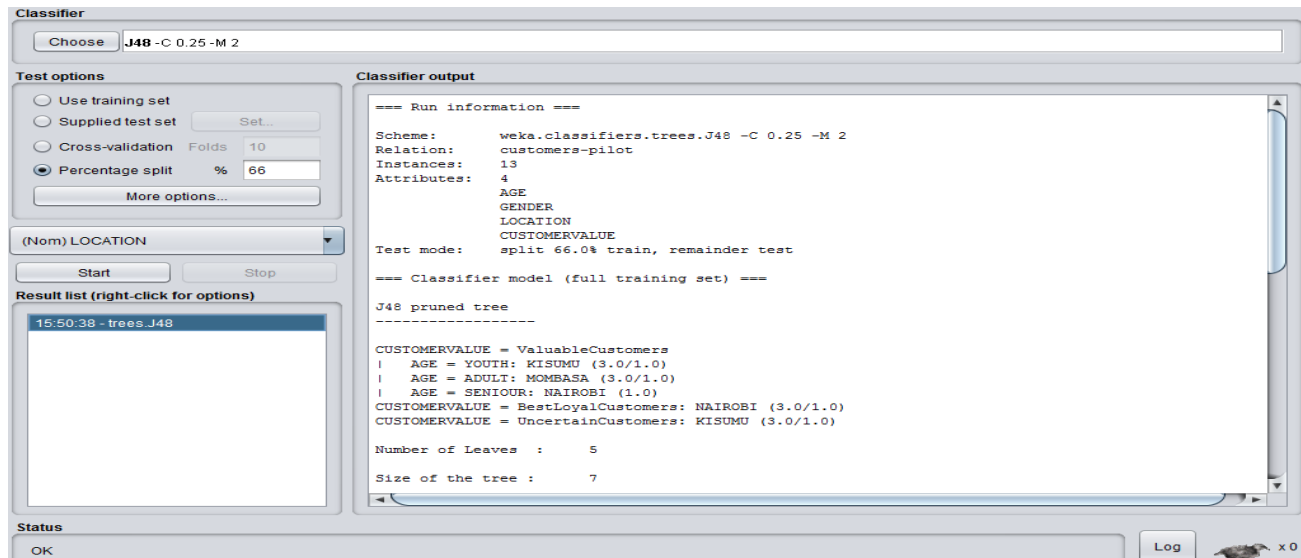 Classifier
Choose J48 -C 0.25 -M 2
Test options
Use training set
Supplied test set Set...
Cross-validation Folds 10
Percentage split % 66
More options...
(Nom) LOCATION
Start Stop
Result list (right-click for options)
15:50:38 - trees.J48
Classifier output
=== Run information ===
Scheme: weka.classifiers.trees.J48 -C 0.25 -M 2
Relation: customers-pilot
Instances: 13
Attributes: 4
AGE
GENDER
LOCATION
CUSTOMERVALUE
Test mode: split 66.0% train, remainder test
=== Classifier model (full training set) ===
J48 pruned tree
------------------
CUSTOMERVALUE = ValuableCustomers
| AGE = YOUTH: KISUMU (3.0/1.0)
| AGE = ADULT: MOMBASA (3.0/1.0)
| AGE = SENIOUR: NAIROBI (1.0)
CUSTOMERVALUE = BestLoyalCustomers: NAIROBI (3.0/1.0)
CUSTOMERVALUE = UncertainCustomers: KISUMU (3.0/1.0)
Number of Leaves : 5
Size of the tree : 7
Status
OK
Log x 0